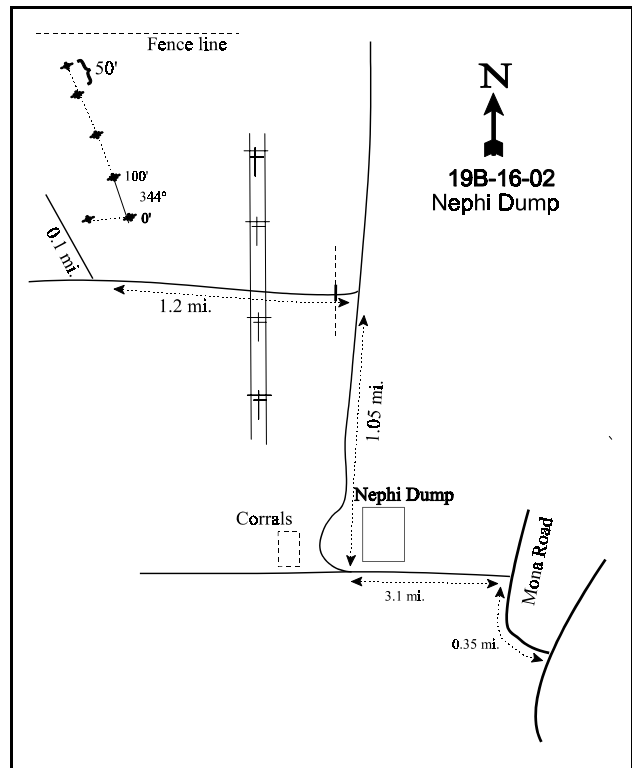 Fence line
50'
N
19B-16-02
Nephi Dump
100'
344°
0'
0.1 mi.
1.2 mi.
1.05 mi.
Nephi Dump
Corrals
Mona Road
3.1 mi.
0.35 mi.